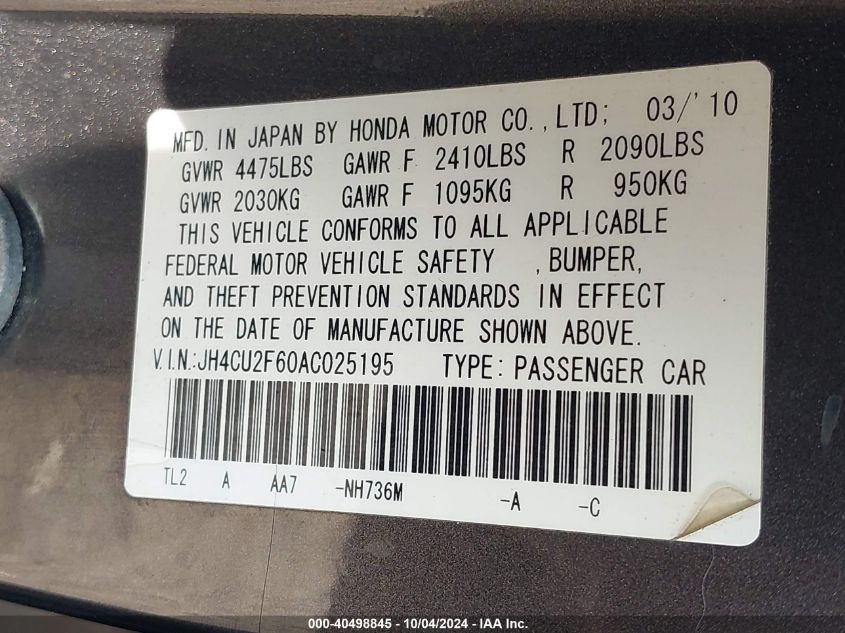 MFD. IN JAPAN BY HONDA MOTOR CO.,LTD; 03/'10
GVWR 4475LBS GAWR F 2410LBS R 2090LBS
GVWR 2030KG GAWR F 1095KG R 950KG
THIS VEHICLE CONFORMS TO ALL APPLICABLE
FEDERAL MOTOR VEHICLE SAFETY ,BUMPER,
AND THEFT PREVENTION STANDARDS IN EFFECT
ON THE DATE OF MANUFACTURE SHOWN ABOVE.
V.I.N.:JH4CU2F60AC025195 TYPE:PASSENGER CAR
TL2 A AA7 -NH736M -A -C
000-40498845 - 10/04/2024 - IAA Inc.